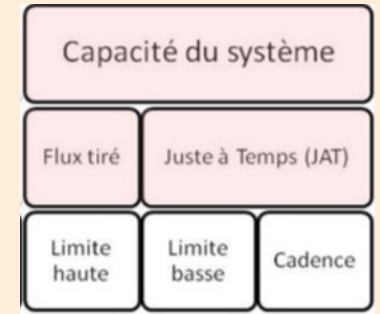 Capacité du système
Flux tiré
Juste à Temps (JAT)
Limite
haute
Limite
basse
Cadence